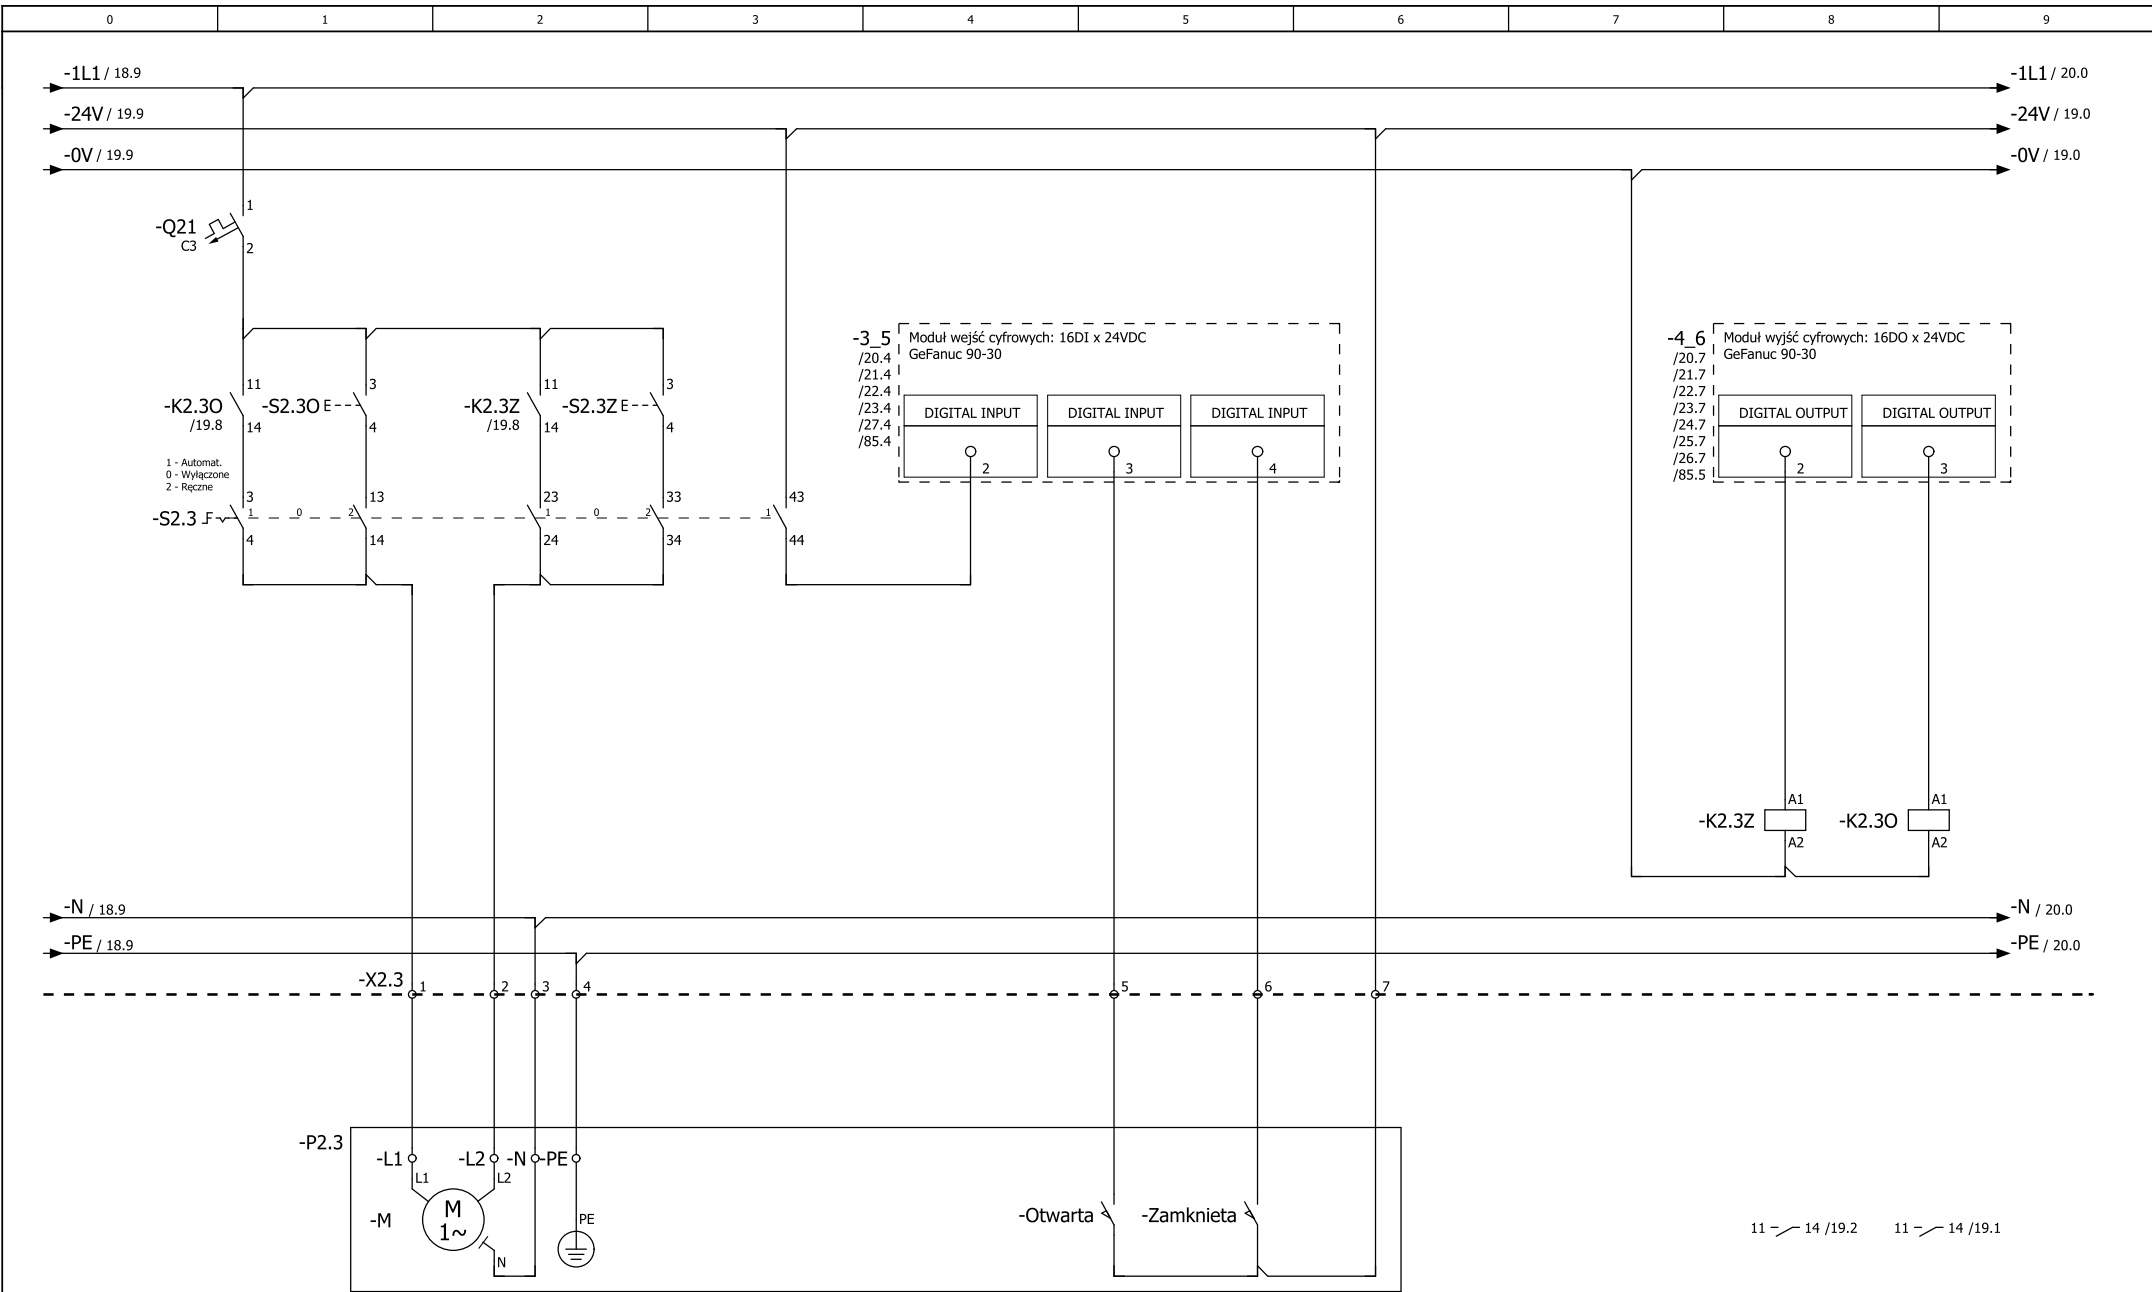 0 1 2 3 4 5 6 7 8 9
-1L1 / 18.9
-1L1 / 20.0
-24V / 19.9
-24V / 19.0
-0V / 19.9
-0V / 19.0
1
-Q21
C3
2
-3_5
/20.4
/21.4
/22.4
/23.4
/27.4
/85.4
Moduł wejść cyfrowych: 16DI x 24VDC
GeFanuc 90-30
DIGITAL INPUT
2
DIGITAL INPUT
3
DIGITAL INPUT
4
-4_6
/20.7
/21.7
/22.7
/23.7
/24.7
/25.7
/26.7
/85.5
Moduł wyjść cyfrowych: 16DO x 24VDC
GeFanuc 90-30
DIGITAL OUTPUT
2
DIGITAL OUTPUT
3
11
-K2.3O
/19.8
14
3
-S2.3O E
4
11
-K2.3Z
/19.8
14
3
-S2.3Z E
4
1 - Automat.
0 - Wyłączone
2 - Ręczne
3 13 23 33 43
-S2.3 1 0 2 1 0 2 1
4 14 24 34 44
A1
-K2.3Z
A2
A1
-K2.3O
A2
-N / 18.9
-N / 20.0
-PE / 18.9
-PE / 20.0
-X2.3 1 2 3 4 5 6 7
-P2.3
-L1 -L2 -N -PE
L1 L2
-M
M
1~
N
PE
-Otwarta
-Zamknieta
11 14 /19.2
11 14 /19.1